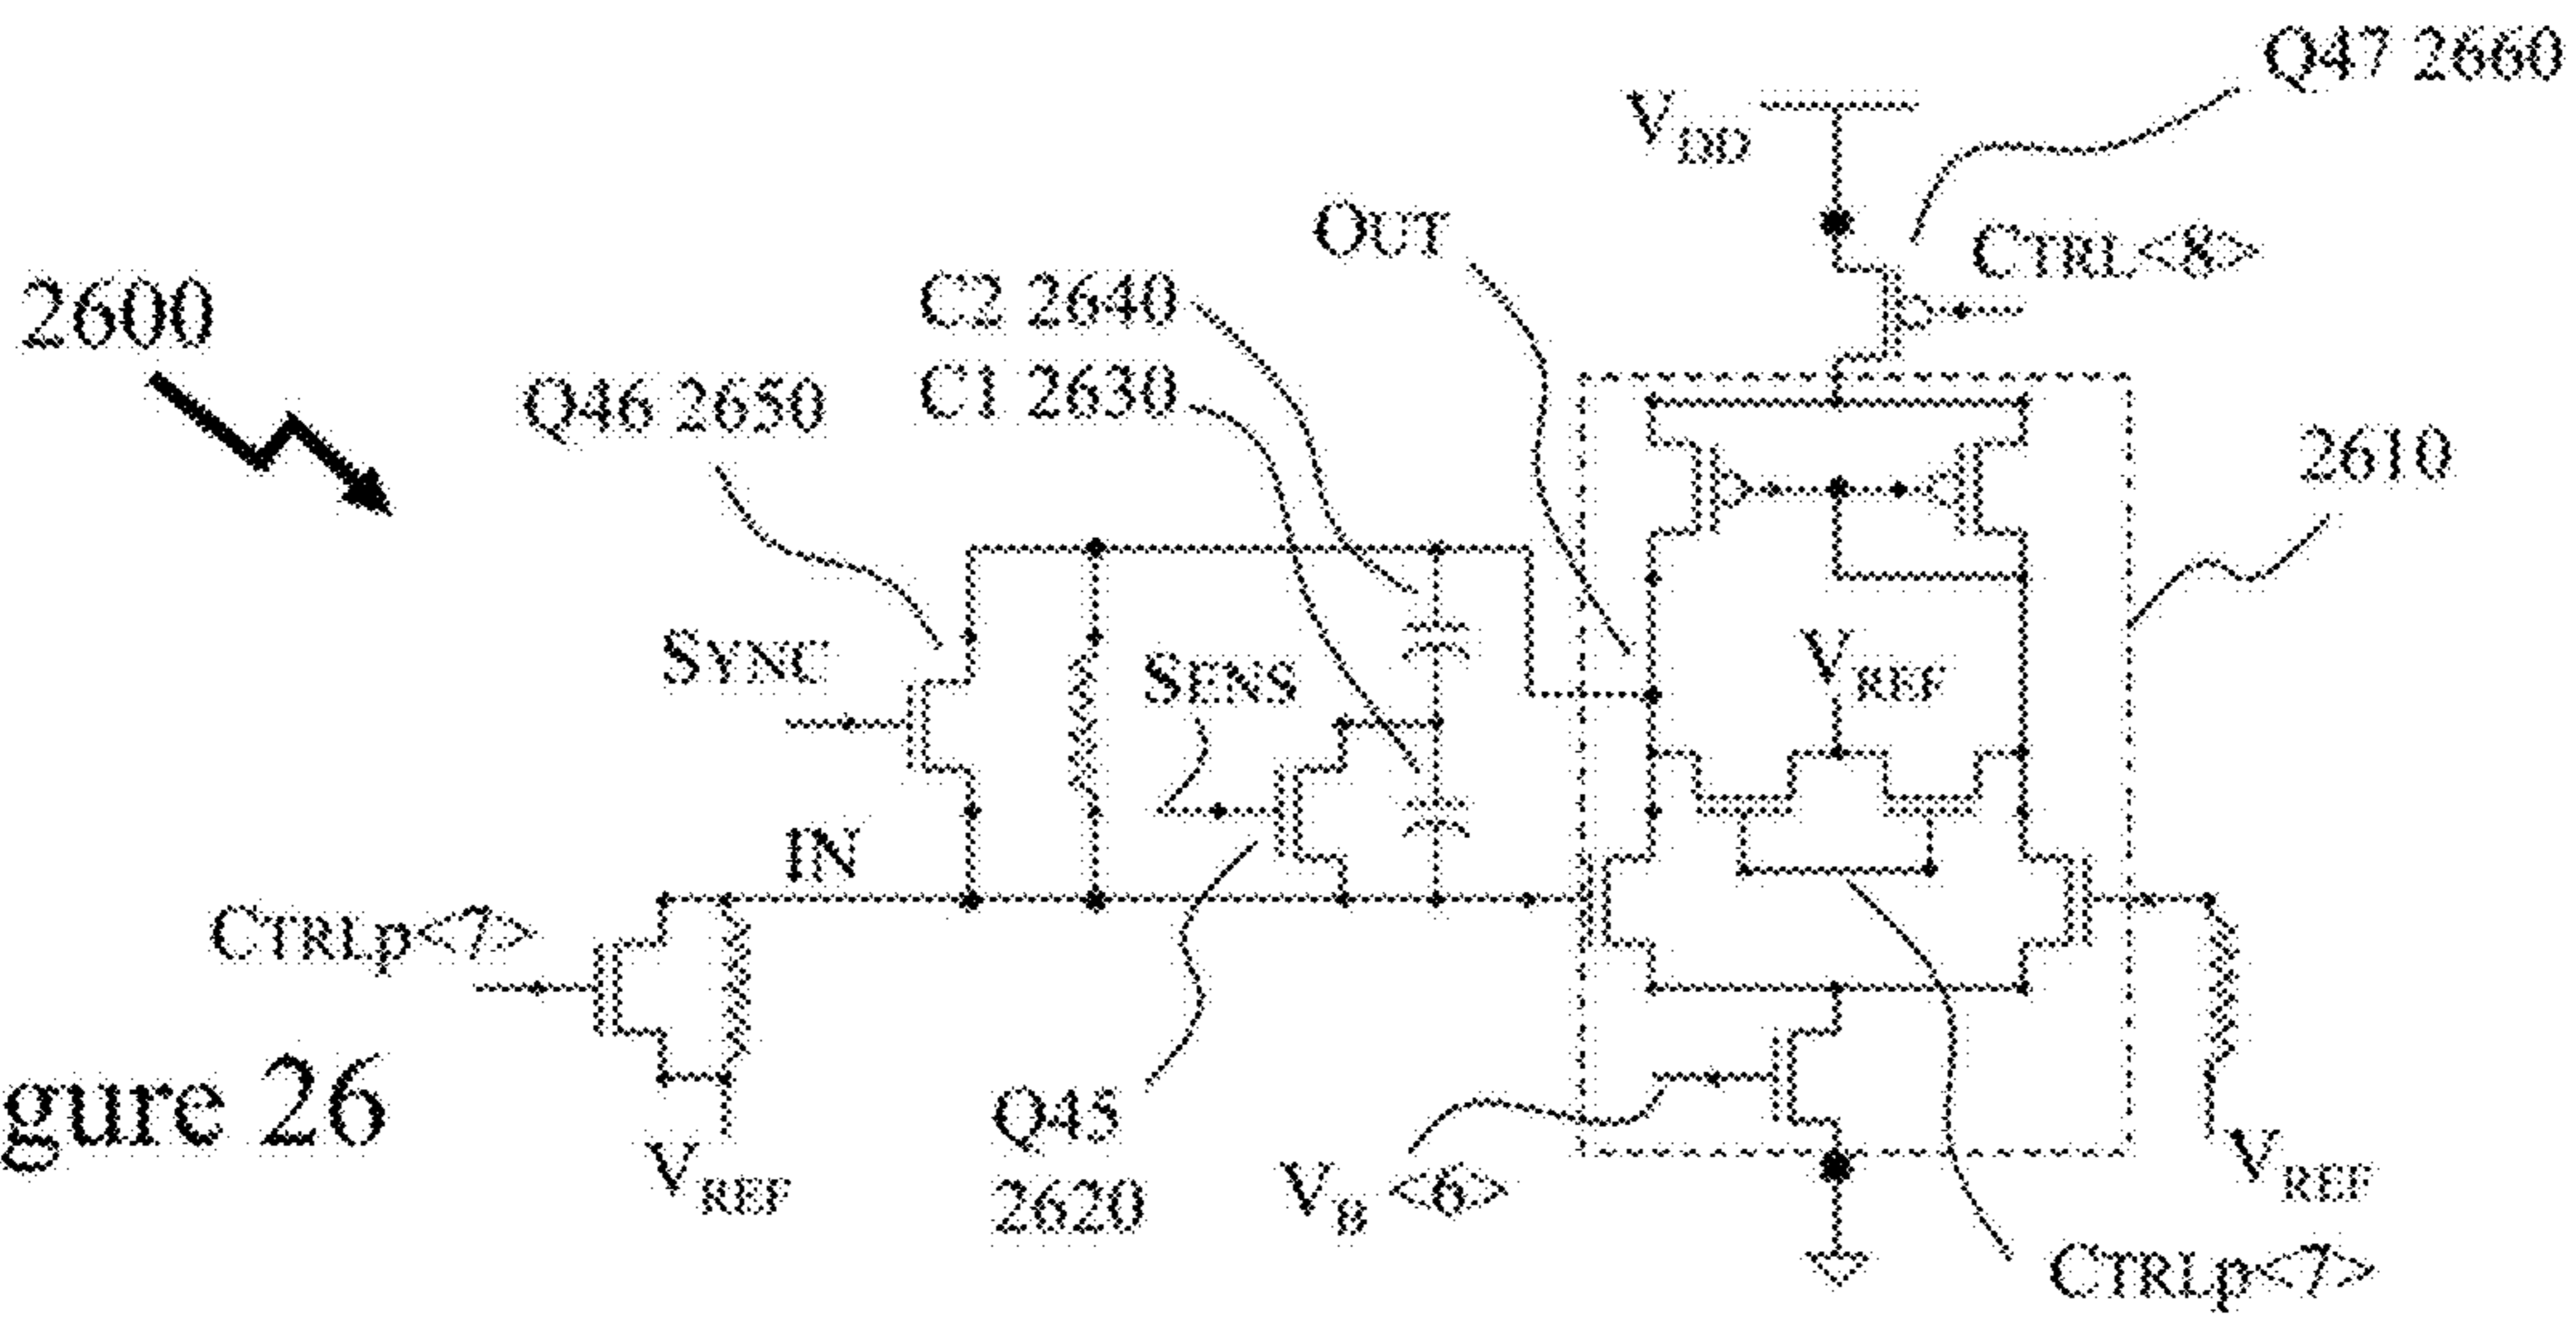 Q47 2660
VDD
OUT
CTRL<8>
2600
C2 2640
C1 2630
Q46 2650
2610
SYNC
SENS
VREF
IN
CTRLp<7>
gure 26
VREF
Q45
2620
VB <6>
VREF
CTRLp<7>